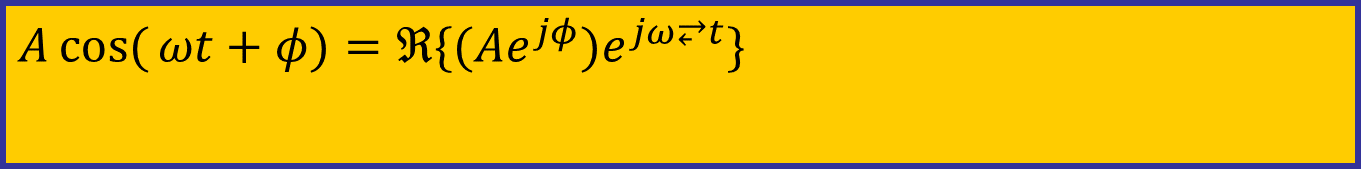 A cos( ωt + ϕ) = ℜ{(Ae^{jϕ})e^{jω⥂t}}